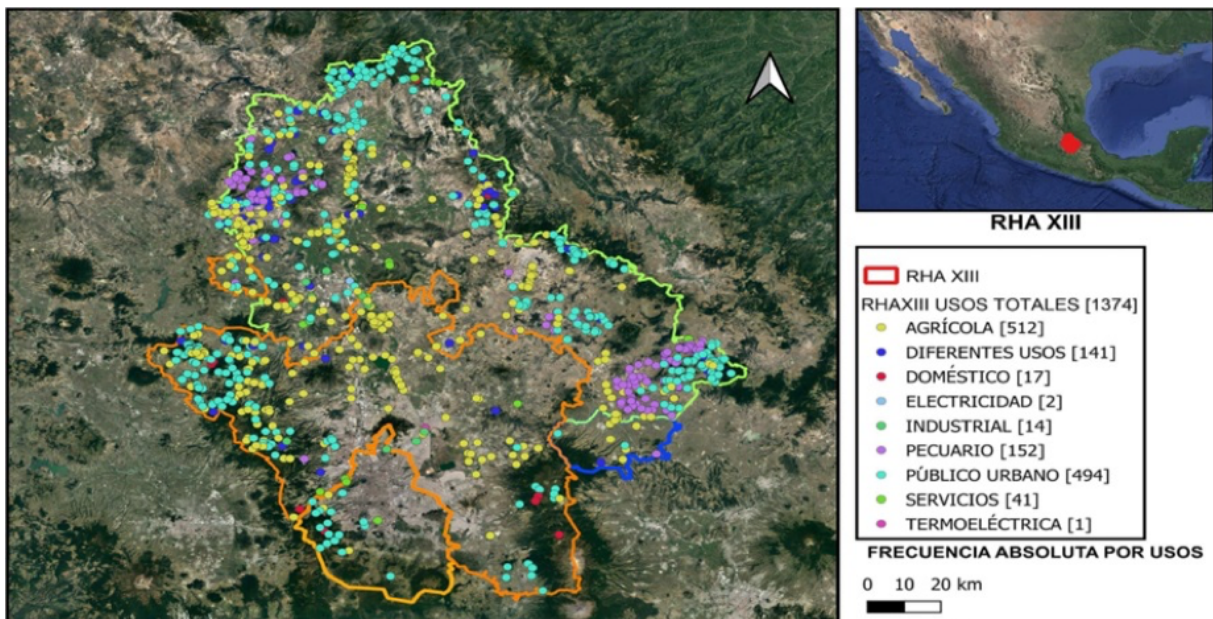 RHA XIII
RHA XIII
RHAXIII USOS TOTALES [1374]
AGRÍCOLA [512]
DIFERENTES USOS [141]
DOMÉSTICO [17]
ELECTRICIDAD [2]
INDUSTRIAL [14]
PECUARIO [152]
PÚBLICO URBANO [494]
SERVICIOS [41]
TERMOELÉCTRICA [1]
FRECUENCIA ABSOLUTA POR USOS
0 10 20 km